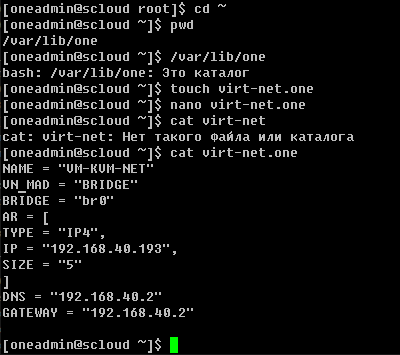 [oneadmin@scloud root]$ cd ~
[oneadmin@scloud ~]$ pwd
/var/lib/one
[oneadmin@scloud ~]$ /var/lib/one
bash: /var/lib/one: Это каталог
[oneadmin@scloud ~]$ touch virt-net.one
[oneadmin@scloud ~]$ nano virt-net.one
[oneadmin@scloud ~]$ cat virt-net
cat: virt-net: Нет такого файла или каталога
[oneadmin@scloud ~]$ cat virt-net.one
NAME = "VM-KVM-NET"
VN_MAD = "BRIDGE"
BRIDGE = "br0"
AR = [
TYPE = "IP4",
IP = "192.168.40.193",
SIZE = "5"
]
DNS = "192.168.40.2"
GATEWAY = "192.168.40.2"
[oneadmin@scloud ~]$